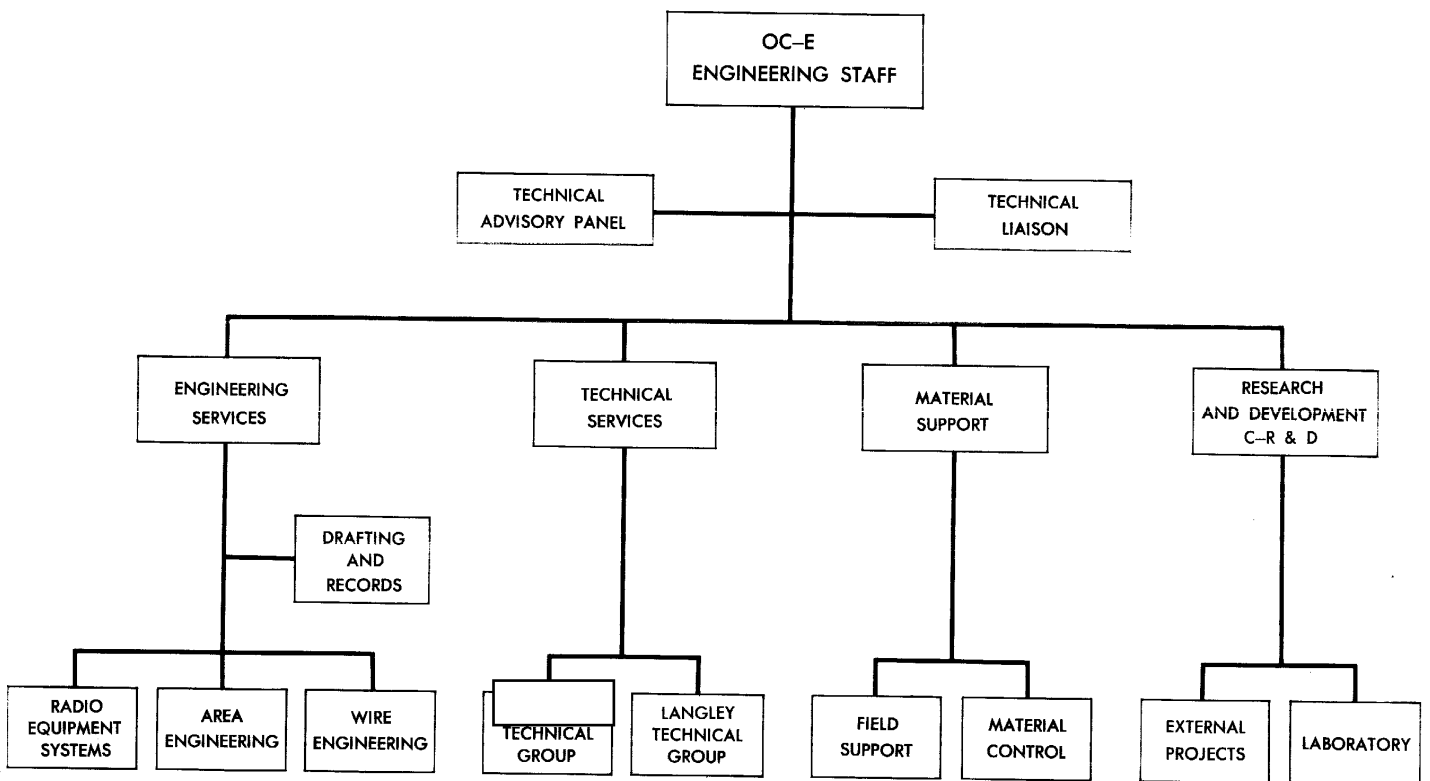 OC–E
ENGINEERING STAFF
TECHNICAL
ADVISORY PANEL
TECHNICAL
LIAISON
ENGINEERING
SERVICES
TECHNICAL
SERVICES
MATERIAL
SUPPORT
RESEARCH
AND DEVELOPMENT
C–R & D
DRAFTING
AND
RECORDS
RADIO
EQUIPMENT
SYSTEMS
AREA
ENGINEERING
WIRE
ENGINEERING
TECHNICAL
GROUP
LANGLEY
TECHNICAL
GROUP
FIELD
SUPPORT
MATERIAL
CONTROL
EXTERNAL
PROJECTS
LABORATORY